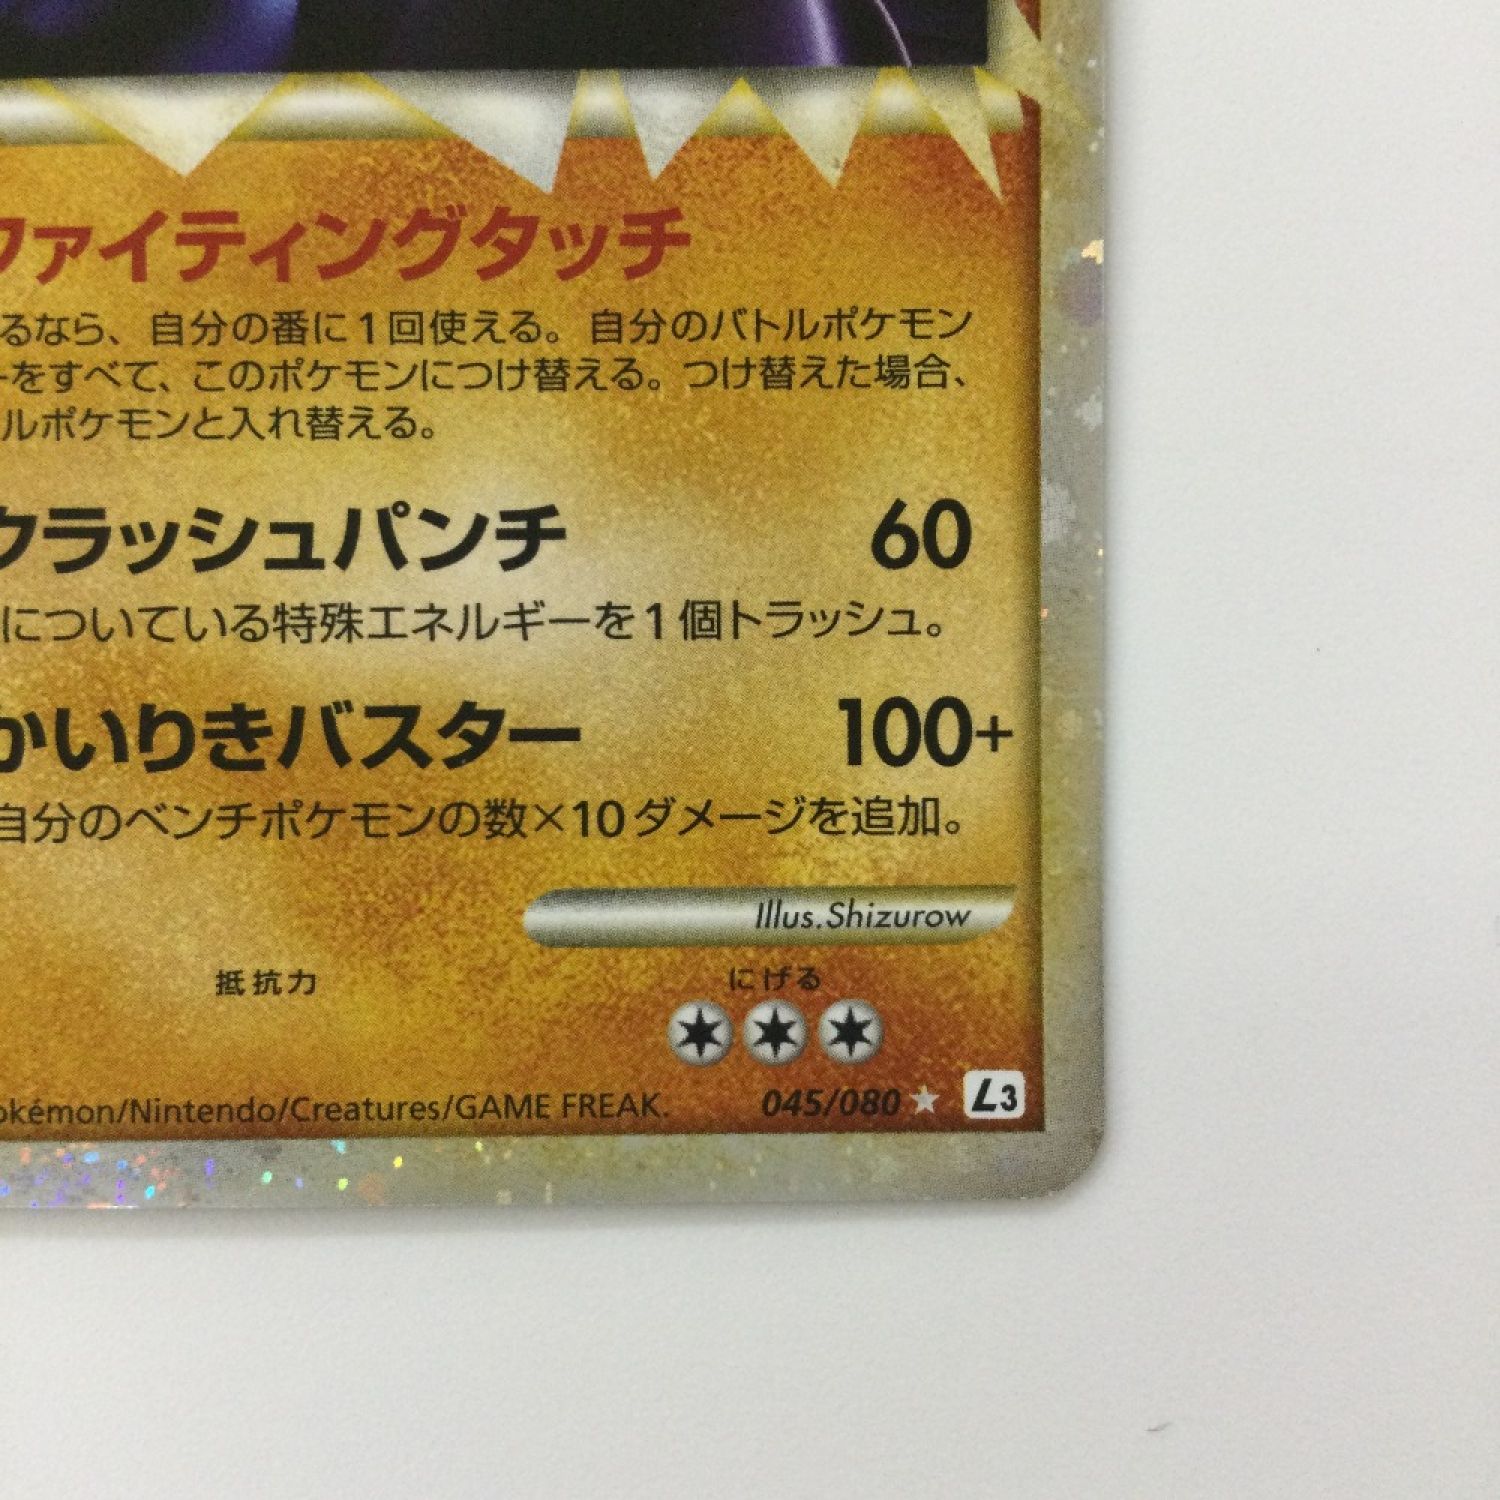 ファイティングタッチ
るなら、自分の番に1回使える。自分のバトルポケモン
ーをすべて、このポケモンにつけ替える。つけ替えた場合、
ルポケモンと入れ替える。
クラッシュパンチ 60
についている特殊エネルギーを1個トラッシュ。
かいりきバスター 100+
自分のベンチポケモンの数×10ダメージを追加。
Illus.Shizurow
抵抗力 にげる
okémon/Nintendo/Creatures/GAME FREAK. 045/080 ★ L3